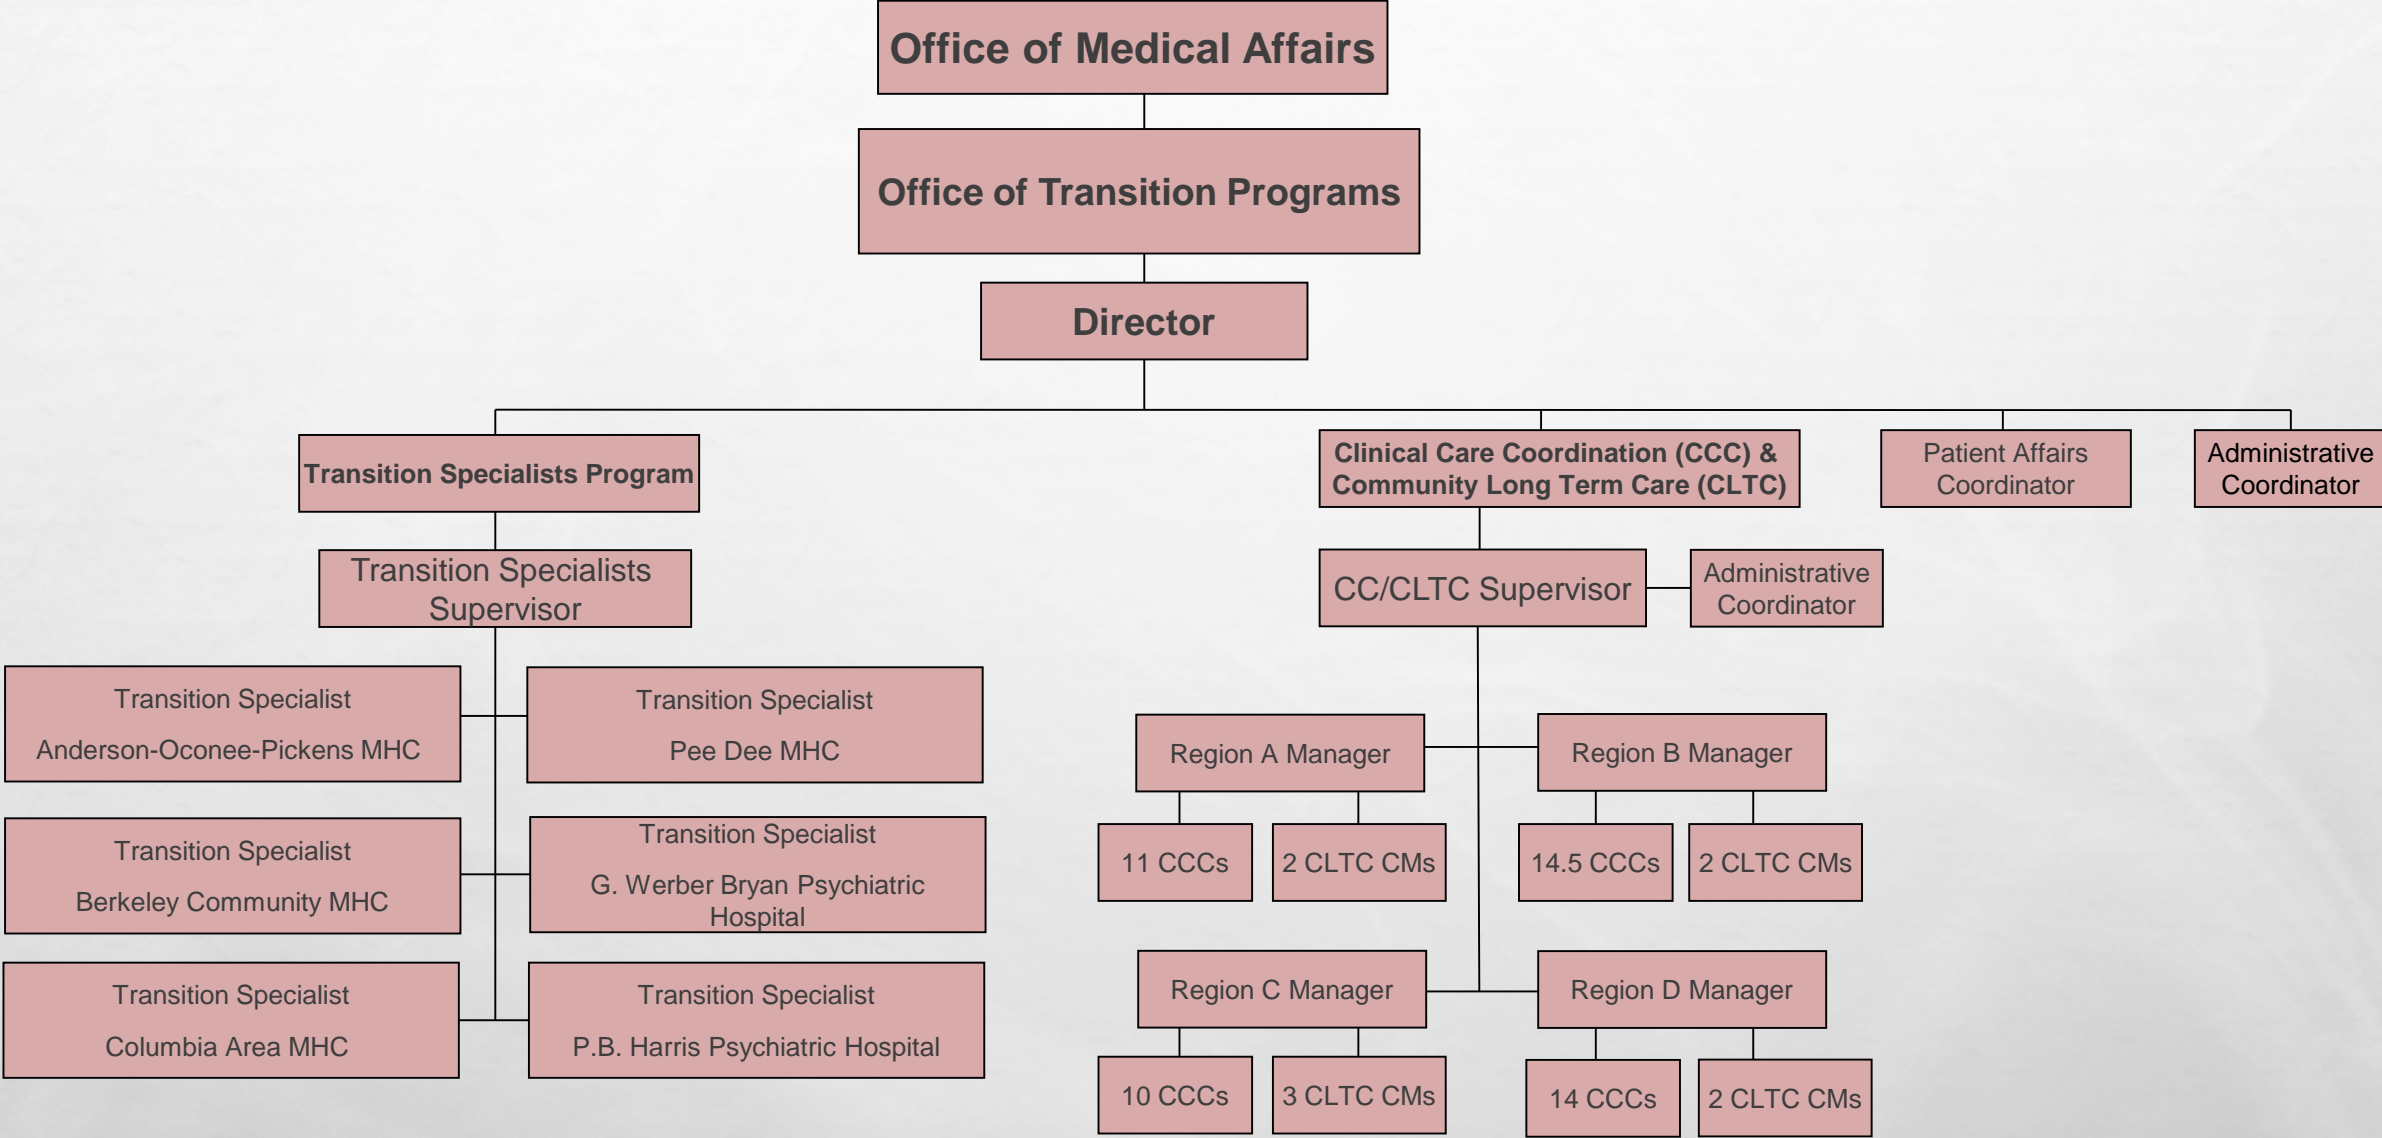 Office of Medical Affairs
Office of Transition Programs
Director
Transition Specialists Program
Clinical Care Coordination (CCC) &
Community Long Term Care (CLTC)
Patient Affairs
Coordinator
Administrative
Coordinator
Transition Specialists
Supervisor
CC/CLTC Supervisor
Administrative
Coordinator
Transition Specialist
Anderson-Oconee-Pickens MHC
Transition Specialist
Pee Dee MHC
Transition Specialist
Berkeley Community MHC
Transition Specialist
G. Werber Bryan Psychiatric
Hospital
Transition Specialist
Columbia Area MHC
Transition Specialist
P.B. Harris Psychiatric Hospital
Region A Manager
Region B Manager
11 CCCs
2 CLTC CMs
14.5 CCCs
2 CLTC CMs
Region C Manager
Region D Manager
10 CCCs
3 CLTC CMs
14 CCCs
2 CLTC CMs